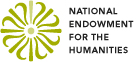 NATIONAL
ENDOWMENT
FOR THE
HUMANITIES